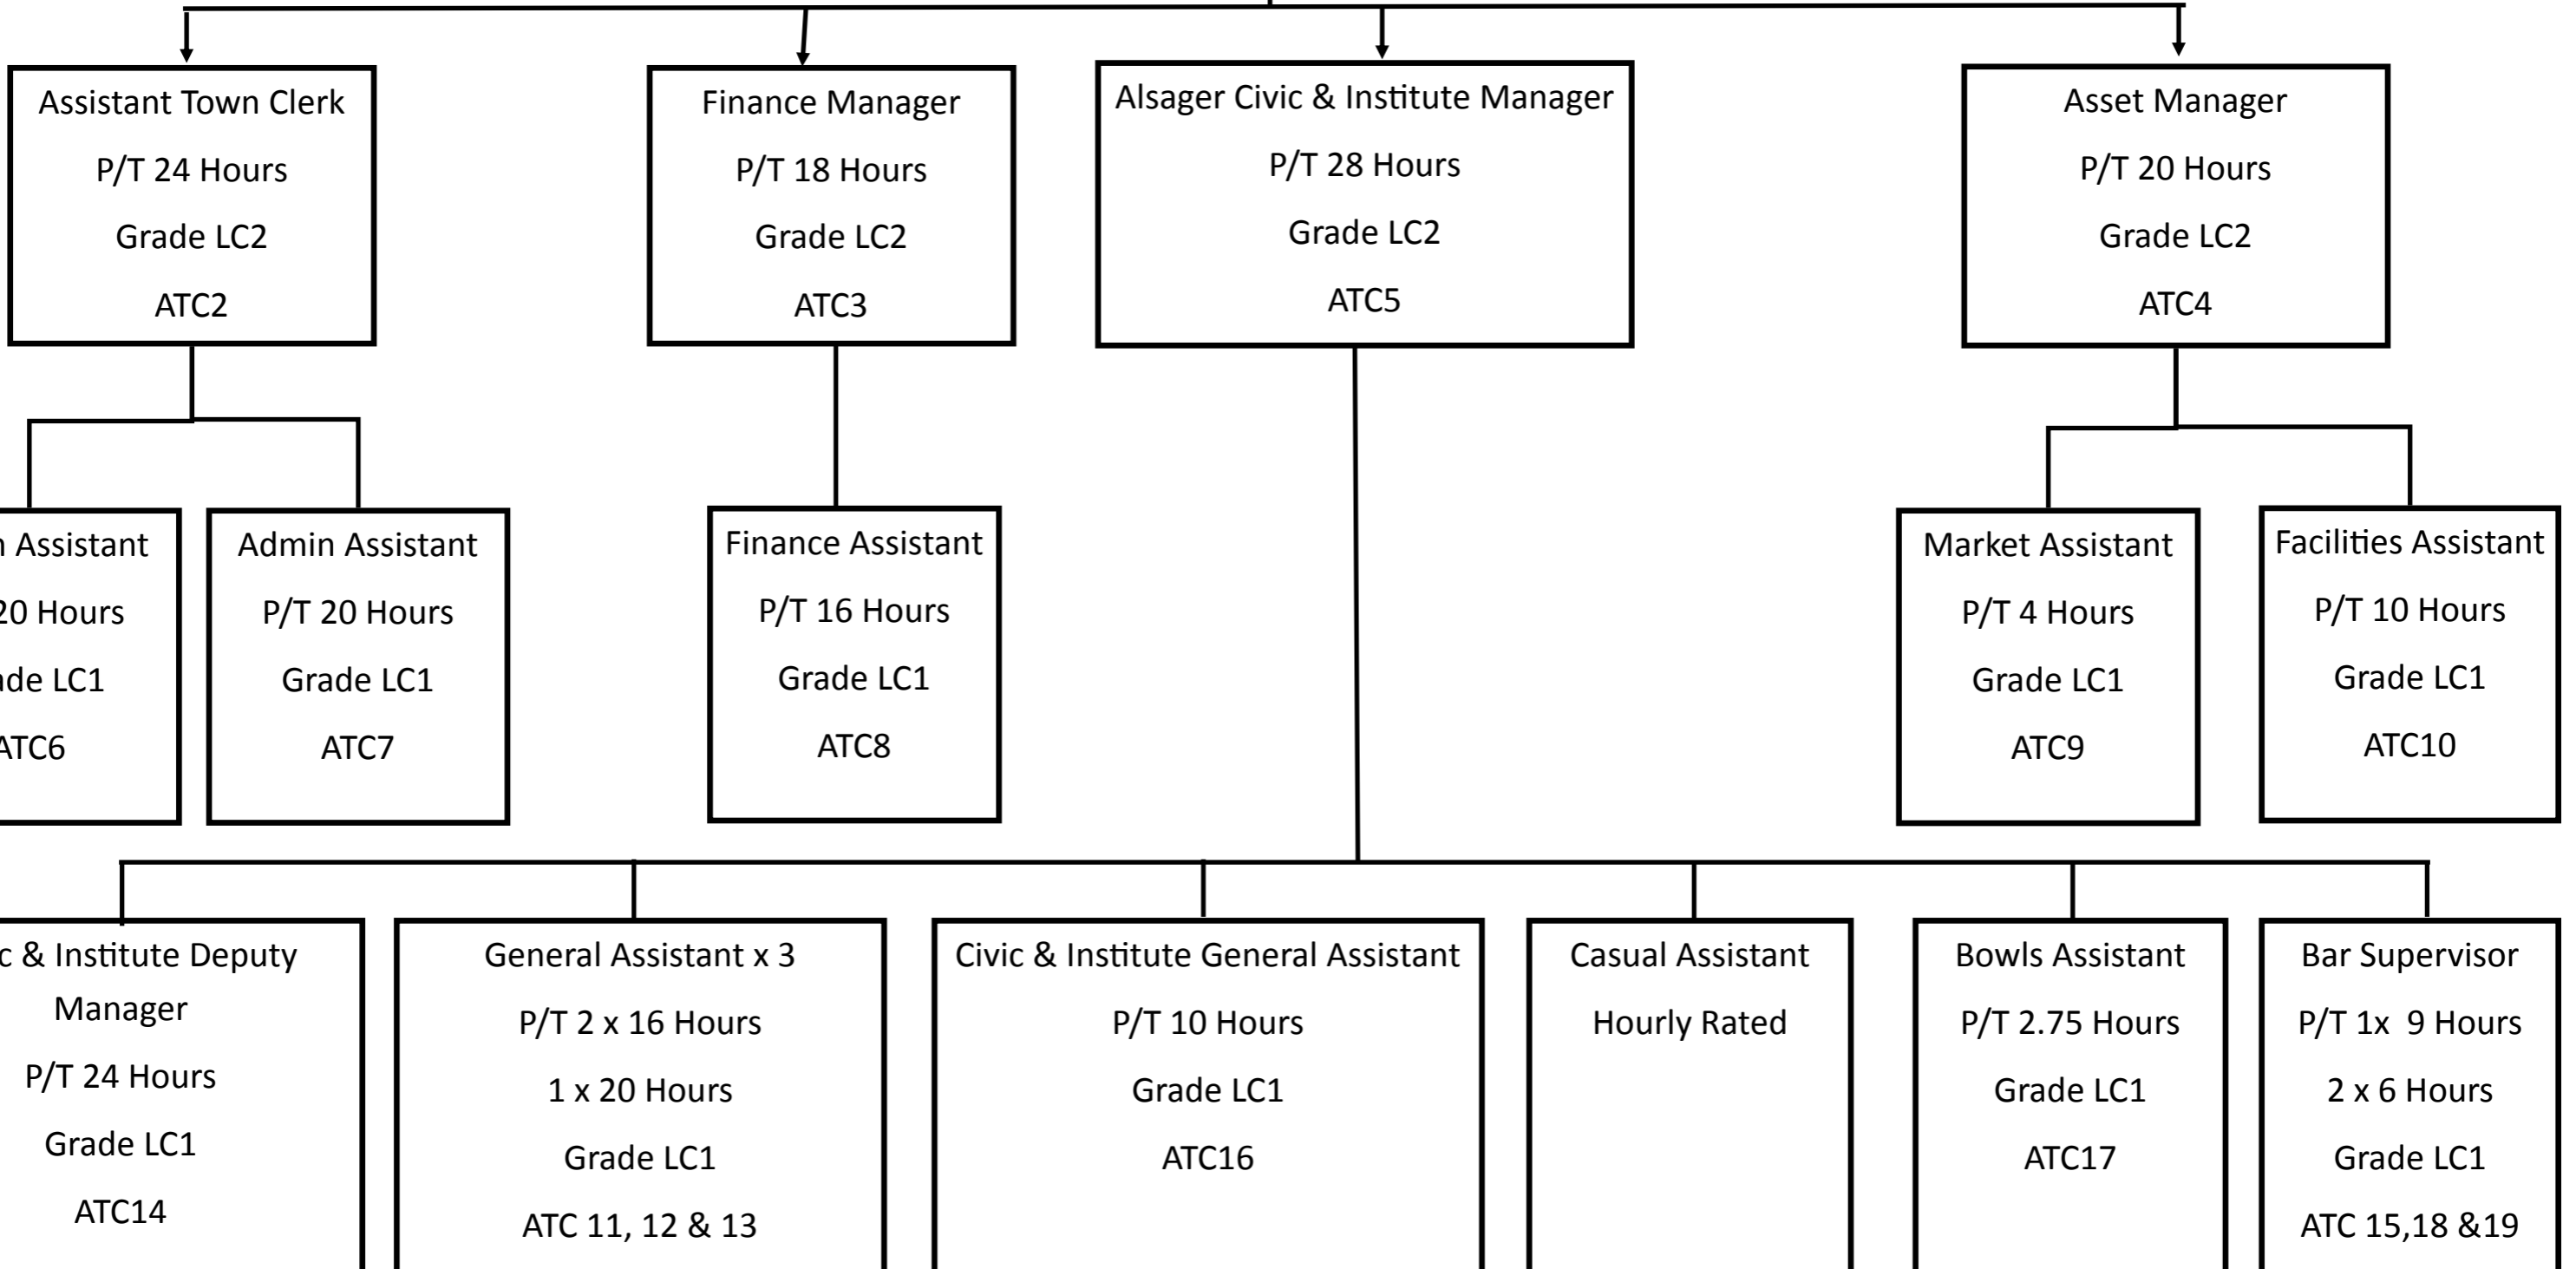 Assistant Town Clerk
P/T 24 Hours
Grade LC2
ATC2
Finance Manager
P/T 18 Hours
Grade LC2
ATC3
Alsager Civic & Institute Manager
P/T 28 Hours
Grade LC2
ATC5
Asset Manager
P/T 20 Hours
Grade LC2
ATC4
Assistant
20 Hours
LC1
ATC6
Admin Assistant
P/T 20 Hours
Grade LC1
ATC7
Finance Assistant
P/T 16 Hours
Grade LC1
ATC8
Market Assistant
P/T 4 Hours
Grade LC1
ATC9
Facilities Assistant
P/T 10 Hours
Grade LC1
ATC10
& Institute Deputy
Manager
P/T 24 Hours
Grade LC1
ATC14
General Assistant x 3
P/T 2 x 16 Hours
1 x 20 Hours
Grade LC1
ATC 11, 12 & 13
Civic & Institute General Assistant
P/T 10 Hours
Grade LC1
ATC16
Casual Assistant
Hourly Rated
Bowls Assistant
P/T 2.75 Hours
Grade LC1
ATC17
Bar Supervisor
P/T 1x  9 Hours
2 x 6 Hours
Grade LC1
ATC 15,18 &19